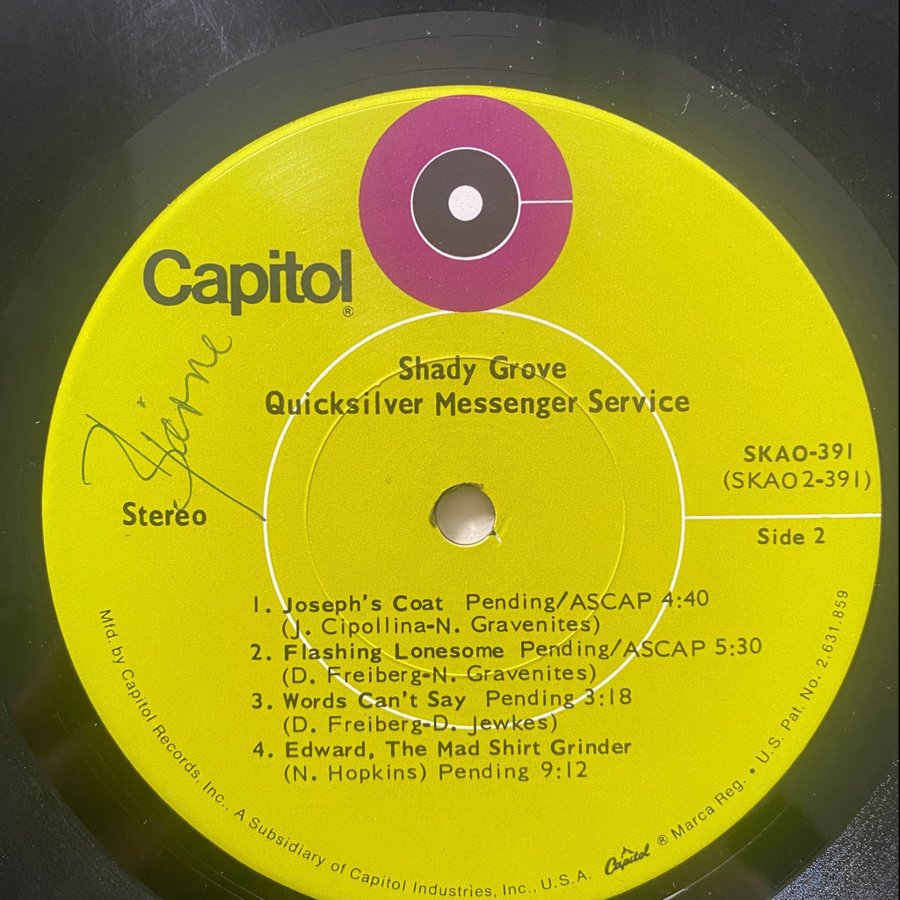 Capitol®
Shady Grove
Quicksilver Messenger Service
SKAO-391
(SKAO 2-391)
Stereo
Side 2
1. Joseph's Coat Pending/ASCAP 4:40
(J. Cipollina-N. Gravenites)
2. Flashing Lonesome Pending/ASCAP 5:30
(D. Freiberg-N. Gravenites)
3. Words Can't Say Pending 3:18
(D. Freiberg-D. Jewkes)
4. Edward, The Mad Shirt Grinder
(N. Hopkins) Pending 9:12
Mfd. by Capitol Records, Inc., A Subsidiary of Capitol Industries, Inc., U.S.A. Capitol ® Marca Reg. • U.S. Pat. No. 2,631,859